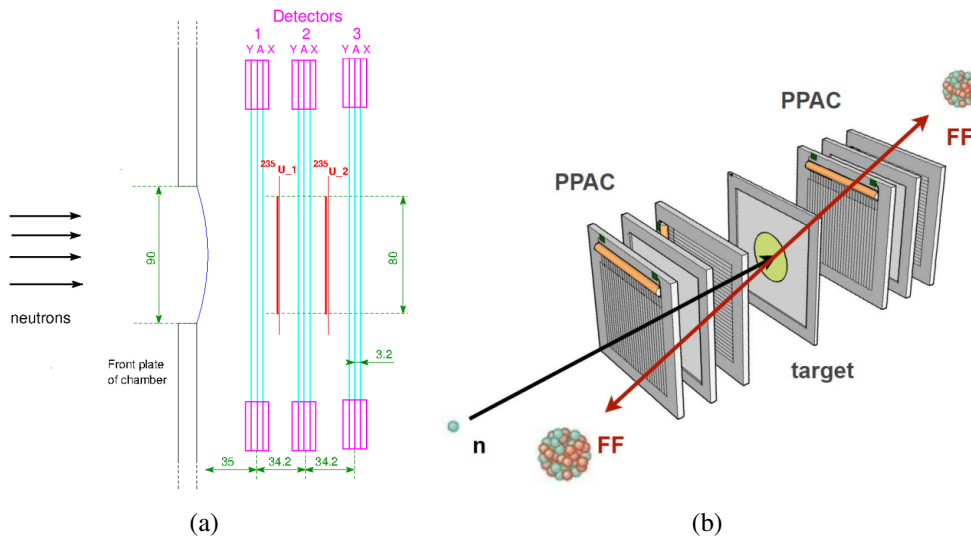 Detectors
1 2 3
Y A X Y A X Y A X
235U_1 235U_2
90
80
neutrons
3.2
Front plate
of chamber
35 34.2 34.2
(a)
PPAC
FF
PPAC
target
n
FF
(b)